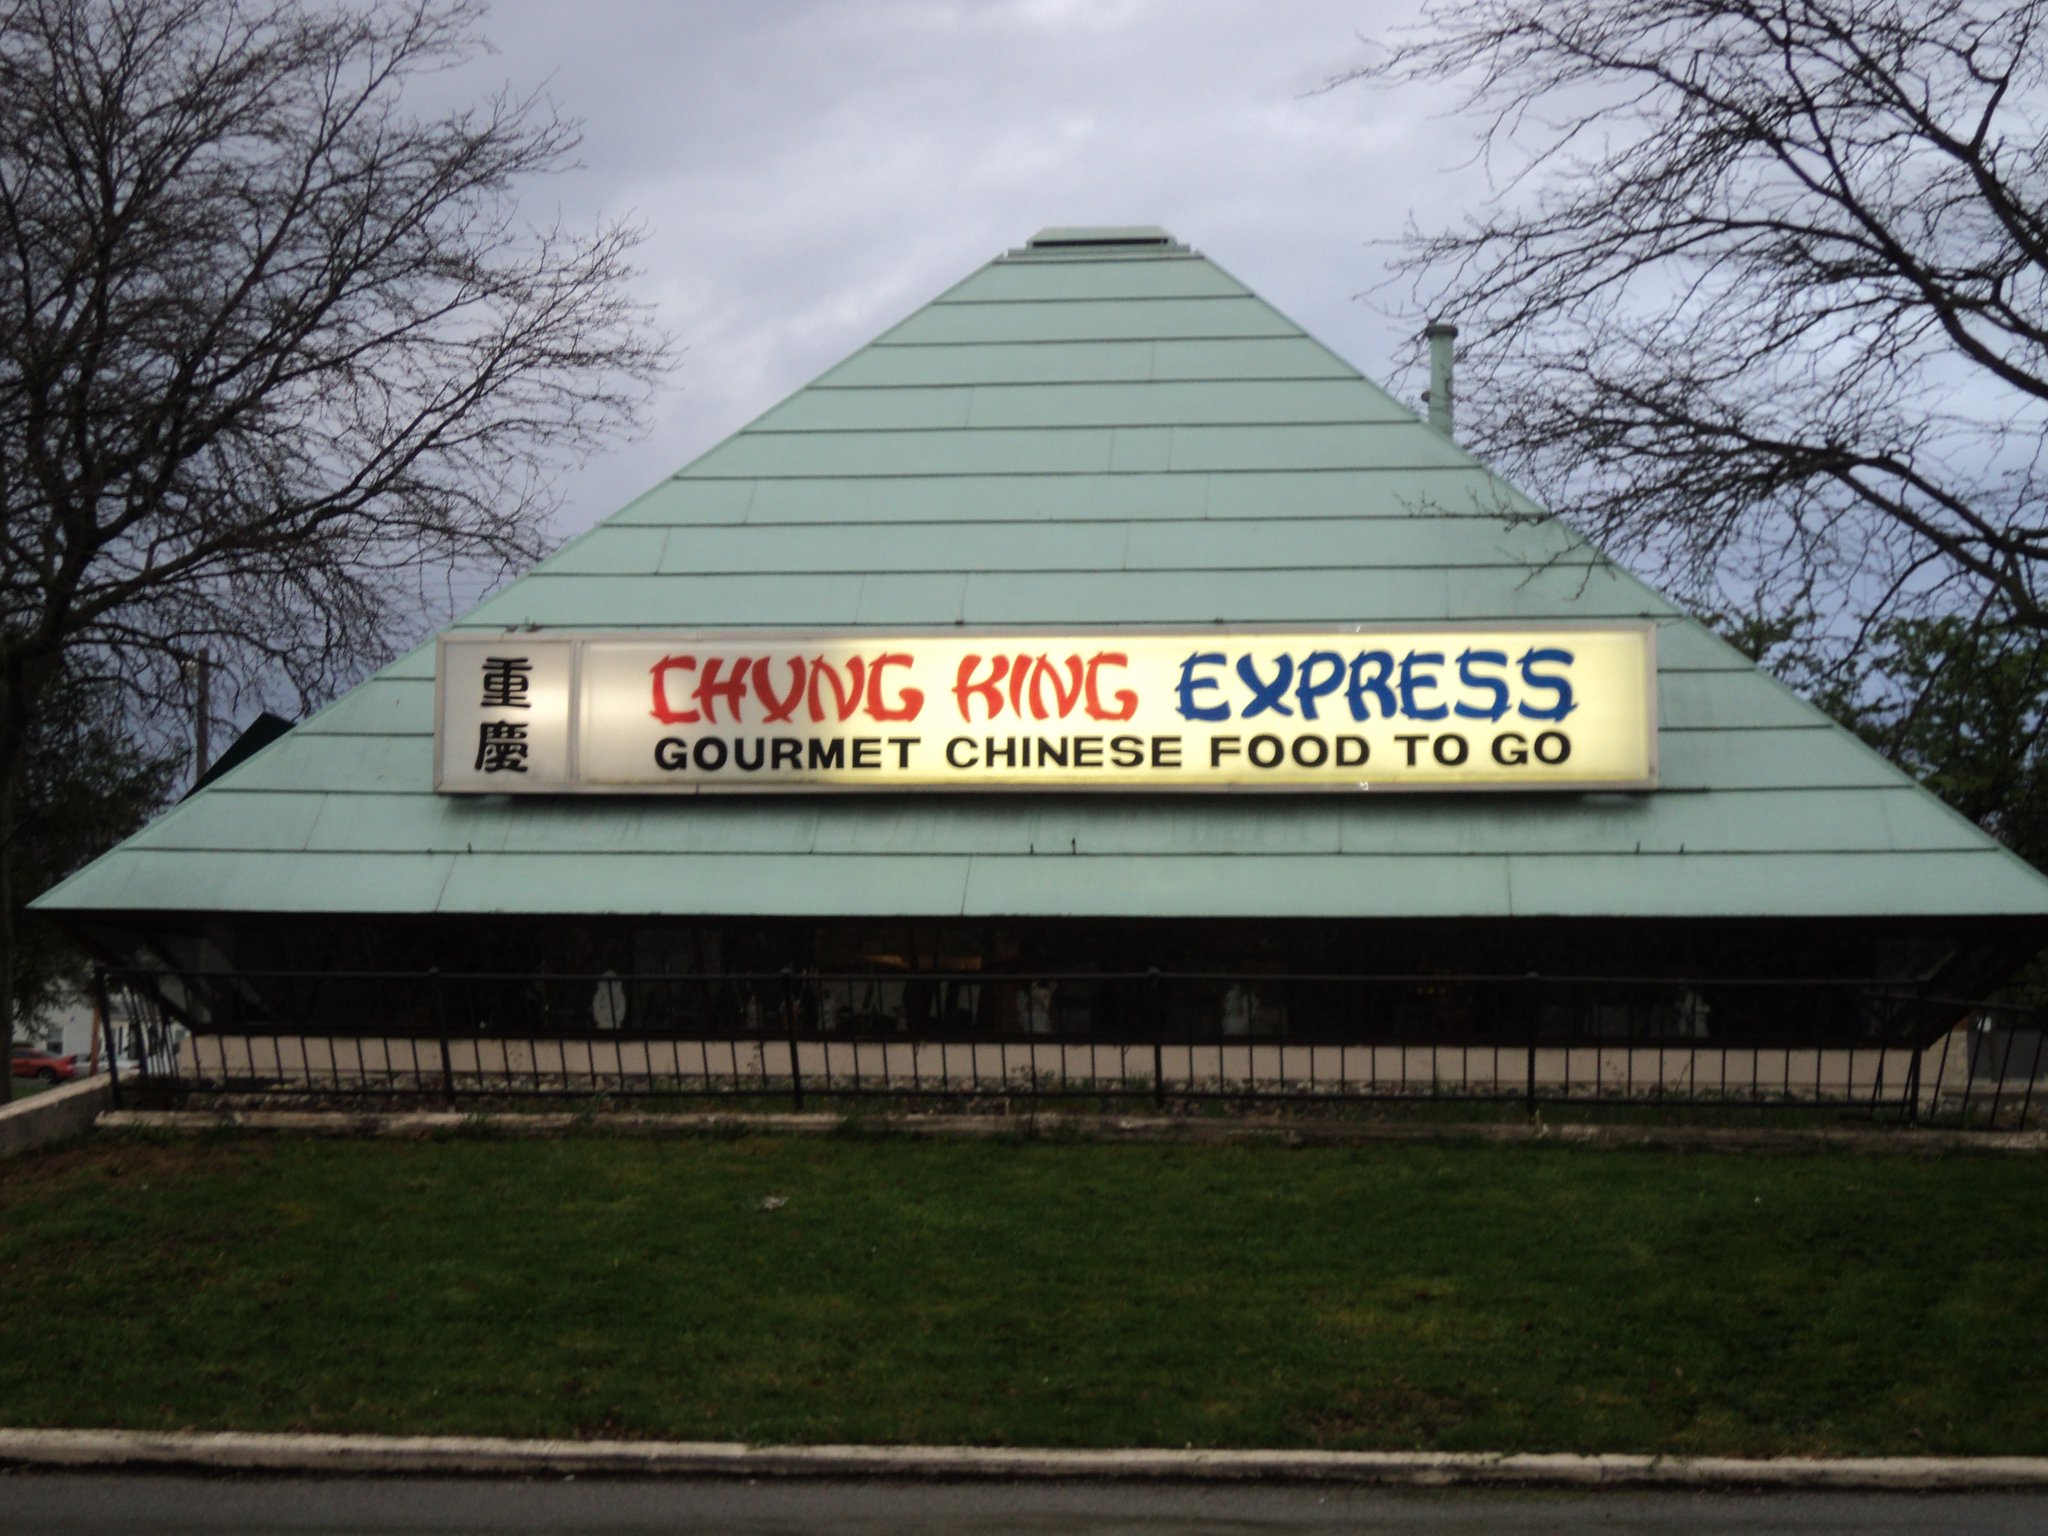 重慶
CHUNG KING EXPRESS
GOURMET CHINESE FOOD TO GO